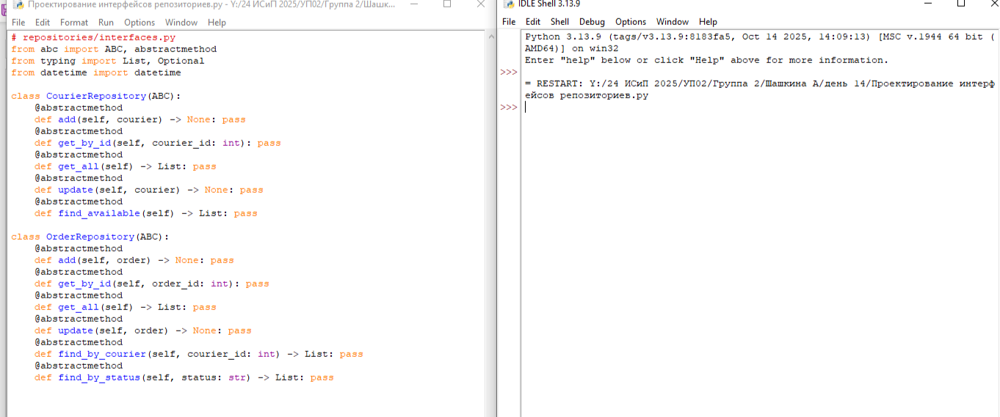 Проектирование интерфейсов репозиториев.py - Y:/24 ИСиП 2025/УП02/Группа 2/Шашк...
File Edit Format Run Options Window Help
# repositories/interfaces.py
from abc import ABC, abstractmethod
from typing import List, Optional
from datetime import datetime
class CourierRepository(ABC):
@abstractmethod
def add(self, courier) -> None: pass
@abstractmethod
def get_by_id(self, courier_id: int): pass
@abstractmethod
def get_all(self) -> List: pass
@abstractmethod
def update(self, courier) -> None: pass
@abstractmethod
def find_available(self) -> List: pass
class OrderRepository(ABC):
@abstractmethod
def add(self, order) -> None: pass
@abstractmethod
def get_by_id(self, order_id: int): pass
@abstractmethod
def get_all(self) -> List: pass
@abstractmethod
def update(self, order) -> None: pass
@abstractmethod
def find_by_courier(self, courier_id: int) -> List: pass
@abstractmethod
def find_by_status(self, status: str) -> List: pass
IDLE Shell 3.13.9
File Edit Shell Debug Options Window Help
Python 3.13.9 (tags/v3.13.9:8183fa5, Oct 14 2025, 14:09:13) [MSC v.1944 64 bit (
AMD64)] on win32
Enter "help" below or click "Help" above for more information.
>>>
= RESTART: Y:/24 ИСиП 2025/УП02/Группа 2/Шашкина А/день 14/Проектирование интерф
ейсов репозиториев.py
>>>